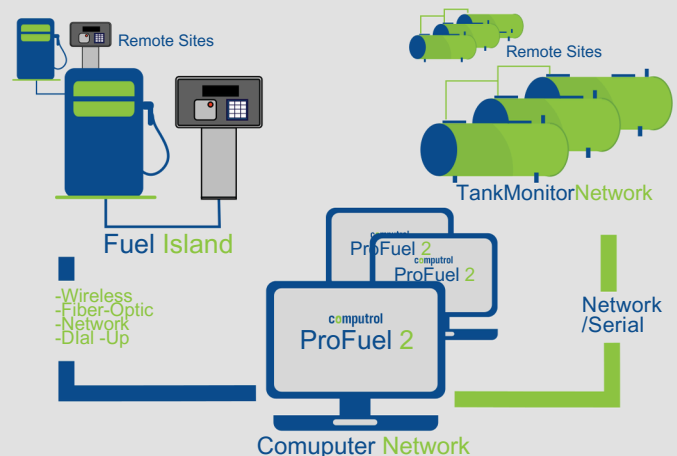 Remote Sites
Remote Sites
TankMonitorNetwork
Fuel Island
-Wireless
-Fiber-Optic
-Network
-Dial -Up
computrol
ProFuel 2
computrol
ProFuel 2
computrol
ProFuel 2
Network
/Serial
Comuputer Network